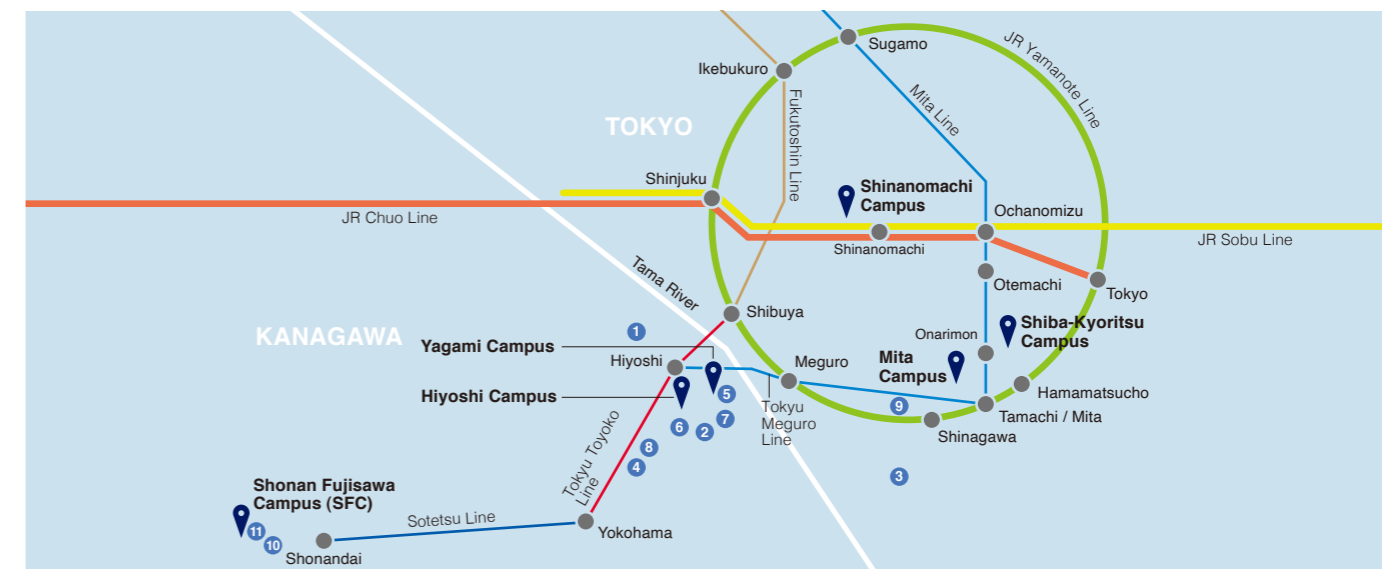 Sugamo
JR Yamanote Line
Ikebukuro
Fukutoshin Line
Mita Line
TOKYO
Shinjuku
Shinanomachi
Campus
JR Chuo Line
Ochanomizu
Shinanomachi
JR Sobu Line
Tama River
Otemachi
Tokyo
Shibuya
KANAGAWA
1
Yagami Campus
Hiyoshi
Meguro
Onarimon
Shiba-Kyoritsu
Campus
Mita
Campus
Hiyoshi Campus
5
Tokyu
Meguro
Line
9
Hamamatsucho
Tamachi / Mita
Shinagawa
6
2
7
8
4
3
Tokyu Toyoko
Line
Shonan Fujisawa
Campus (SFC)
11
10
Sotetsu Line
Yokohama
Shonandai